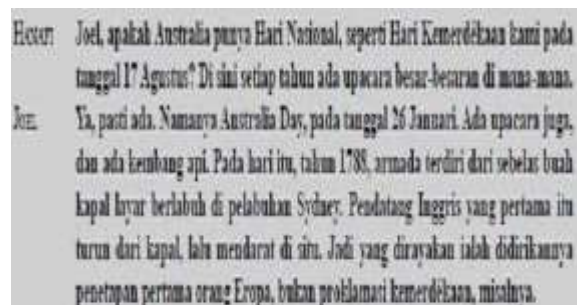 Joel, apakah Australia punya Hari Nasional, seperti Hari Kemerdékaan kami pada
tanggal 17 Agustus? Di sini setiap tahun ada upacara besar-besaran di mana-mana.
JOEL Ya, pasti ada. Namanya Australia Day, pada tanggal 26 Januari. Ada upacara juga,
dan ada kembang api. Pada hari itu, tahun 1788, armada terdiri dari sebelas buah
kapal layar berlabuh di pelabuhan Sydney. Pendatang Inggris yang pertama itu
turun dari kapal, lalu mendarat di situ. Jadi yang dirayakan ialah didirikannya
penetapan pertama orang Eropa, bukan proklamasi kemerdékaan, misalnya.